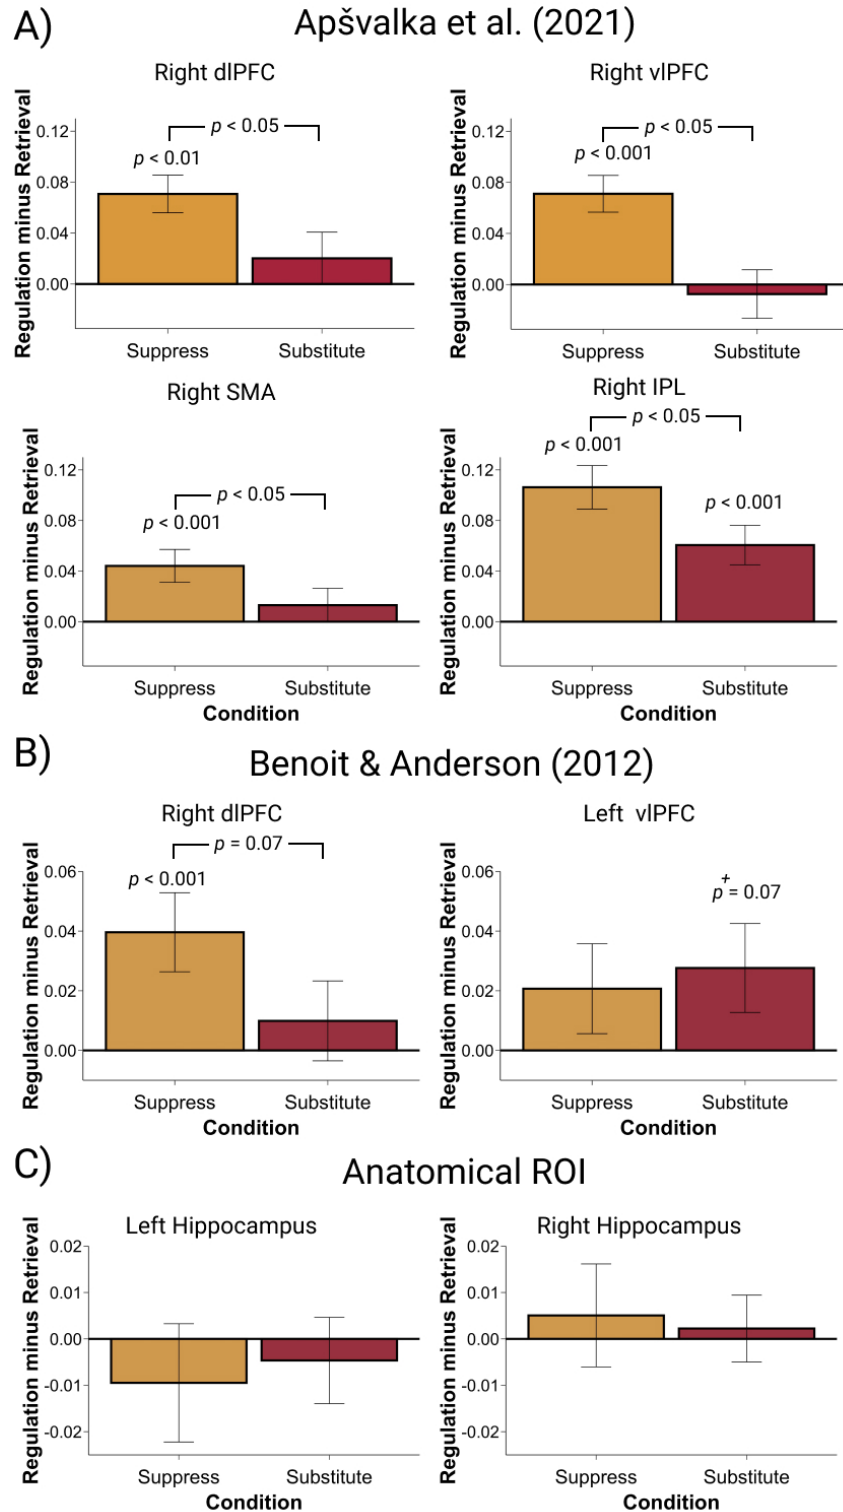 A)
Apšvalka et al. (2021)
Right dlPFC
Regulation minus Retrieval
0.12
0.08
0.04
0.00
p < 0.05
p < 0.01
Suppress
Substitute
Right vlPFC
Regulation minus Retrieval
0.12
0.08
0.04
0.00
p < 0.05
p < 0.001
Suppress
Substitute
Right SMA
Regulation minus Retrieval
0.12
0.08
0.04
0.00
p < 0.05
p < 0.001
Suppress
Substitute
Condition
Right IPL
Regulation minus Retrieval
0.12
0.08
0.04
0.00
p < 0.05
p < 0.001
p < 0.001
Suppress
Substitute
Condition
B)
Benoit & Anderson (2012)
Right dlPFC
Regulation minus Retrieval
0.06
0.04
0.02
0.00
p = 0.07
p < 0.001
Suppress
Substitute
Condition
Left vlPFC
Regulation minus Retrieval
0.06
0.04
0.02
0.00
+
p = 0.07
Suppress
Substitute
Condition
C)
Anatomical ROI
Left Hippocampus
Regulation minus Retrieval
0.02
0.01
0.00
-0.01
-0.02
Suppress
Substitute
Condition
Right Hippocampus
Regulation minus Retrieval
0.02
0.01
0.00
-0.01
-0.02
Suppress
Substitute
Condition